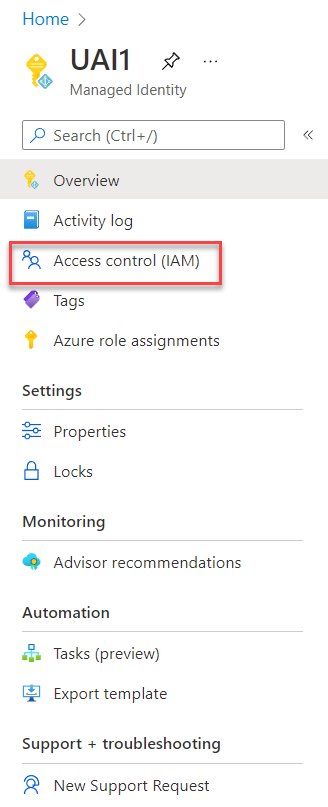 Home
UAI1
Managed Identity
Search (Ctrl+/)
Overview
Activity log
Access control (IAM)
Tags
Azure role assignments
Settings
Properties
Locks
Monitoring
Advisor recommendations
Automation
Tasks (preview)
Export template
Support + troubleshooting
New Support Request